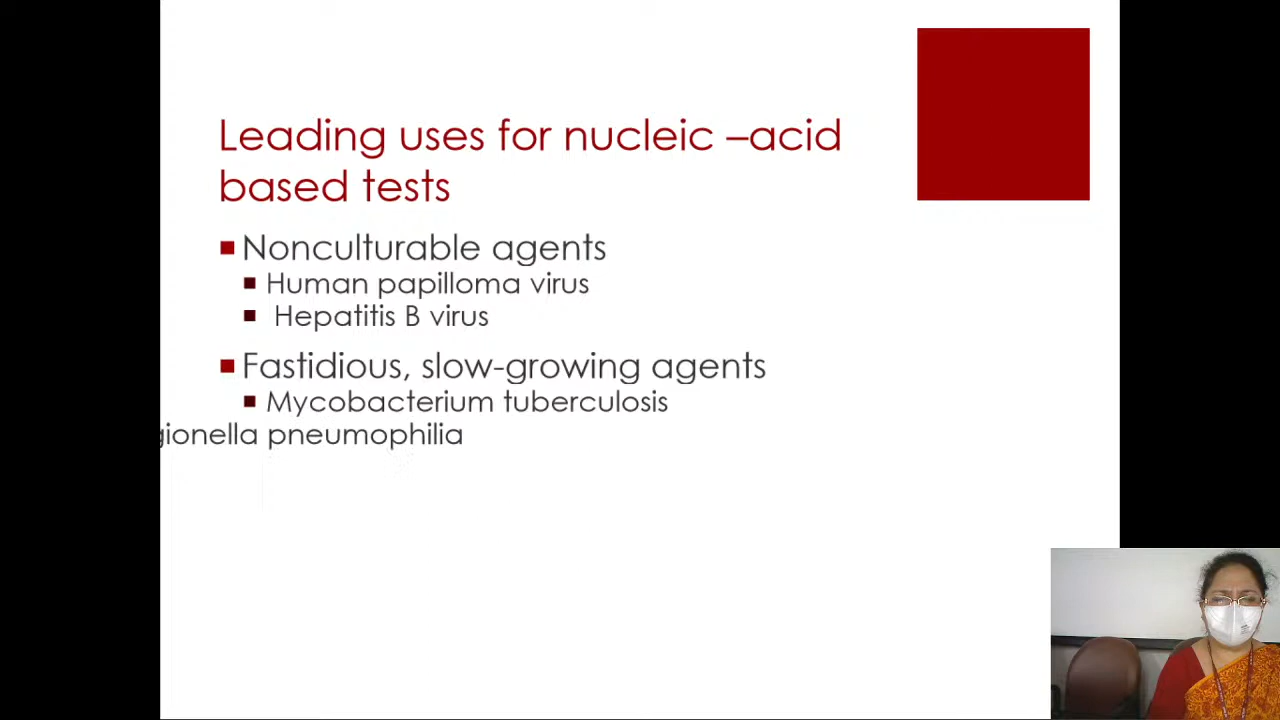 Leading uses for nucleic –acid
based tests
Nonculturable agents
Human papilloma virus
Hepatitis B virus
Fastidious, slow-growing agents
Mycobacterium tuberculosis
gionella pneumophilia